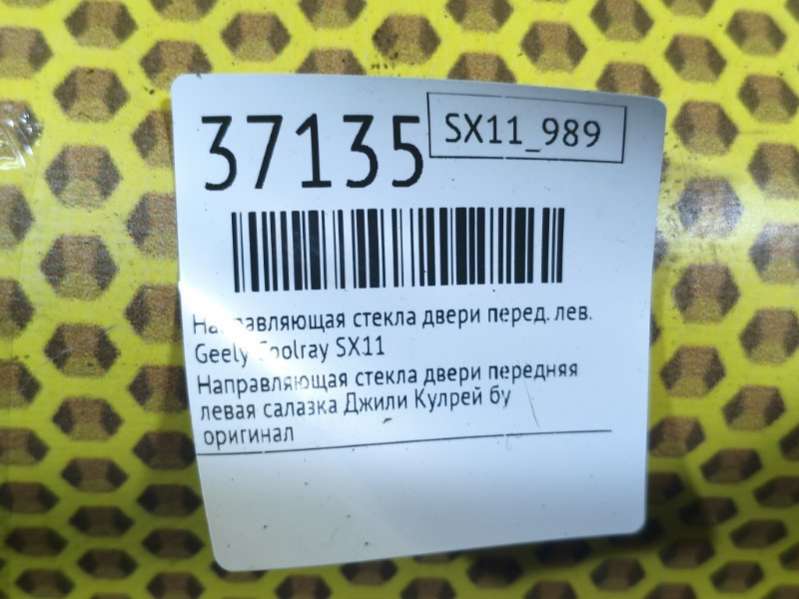 37135
SX11_989
Направляющая стекла двери перед. лев.
Geely Coolray SX11
Направляющая стекла двери передняя
левая салазка Джили Кулрей бу
оригинал